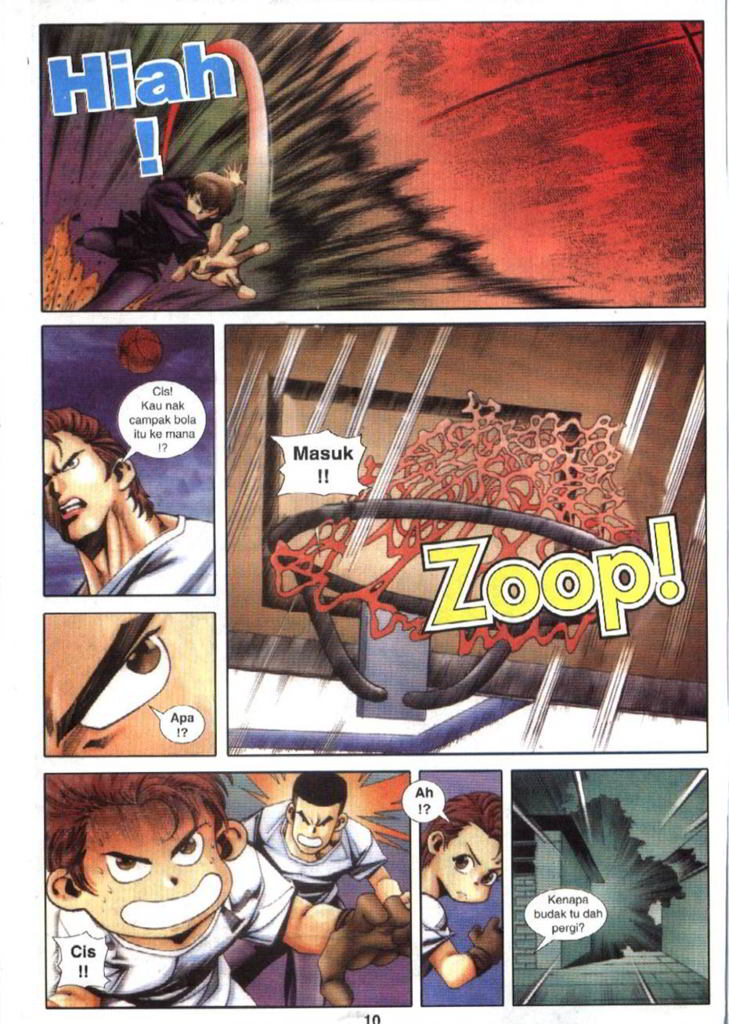 Hiah
!
Cis!
Kau nak
campak bola
itu ke mana
!?
Masuk
!!
Zoop!
Apa
!?
Cis
!!
Ah
!?
Kenapa
budak tu dah
pergi?
10